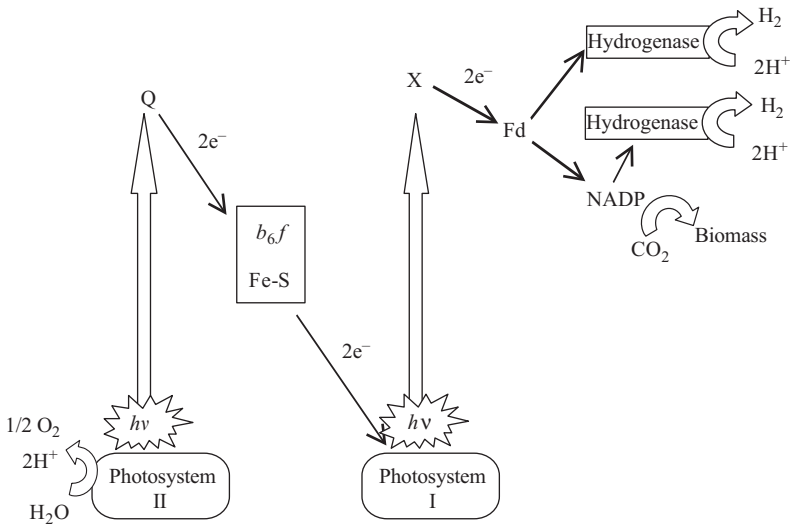 H₂
Hydrogenase
2H⁺
X
2e⁻
Q
H₂
Hydrogenase
2H⁺
Fd
2e⁻
NADP
b₆f
Biomass
CO₂
Fe-S
2e⁻
1/2 O₂
hν
hν
2H⁺
Photosystem
II
Photosystem
I
H₂O